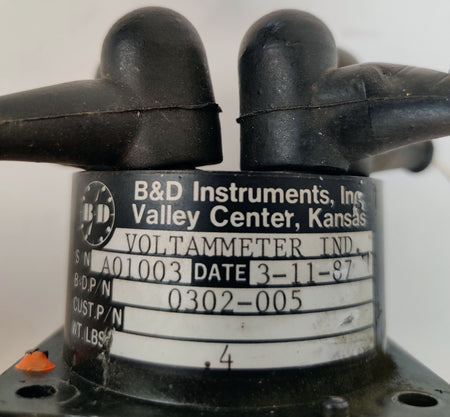 B&D Instruments, Inc.
Valley Center, Kansas
B D
VOLTAMMETER IND.
S N A01003 DATE 3-11-87
B&D.P/N 0302-005
CUST.P/N
WT.LBS .4